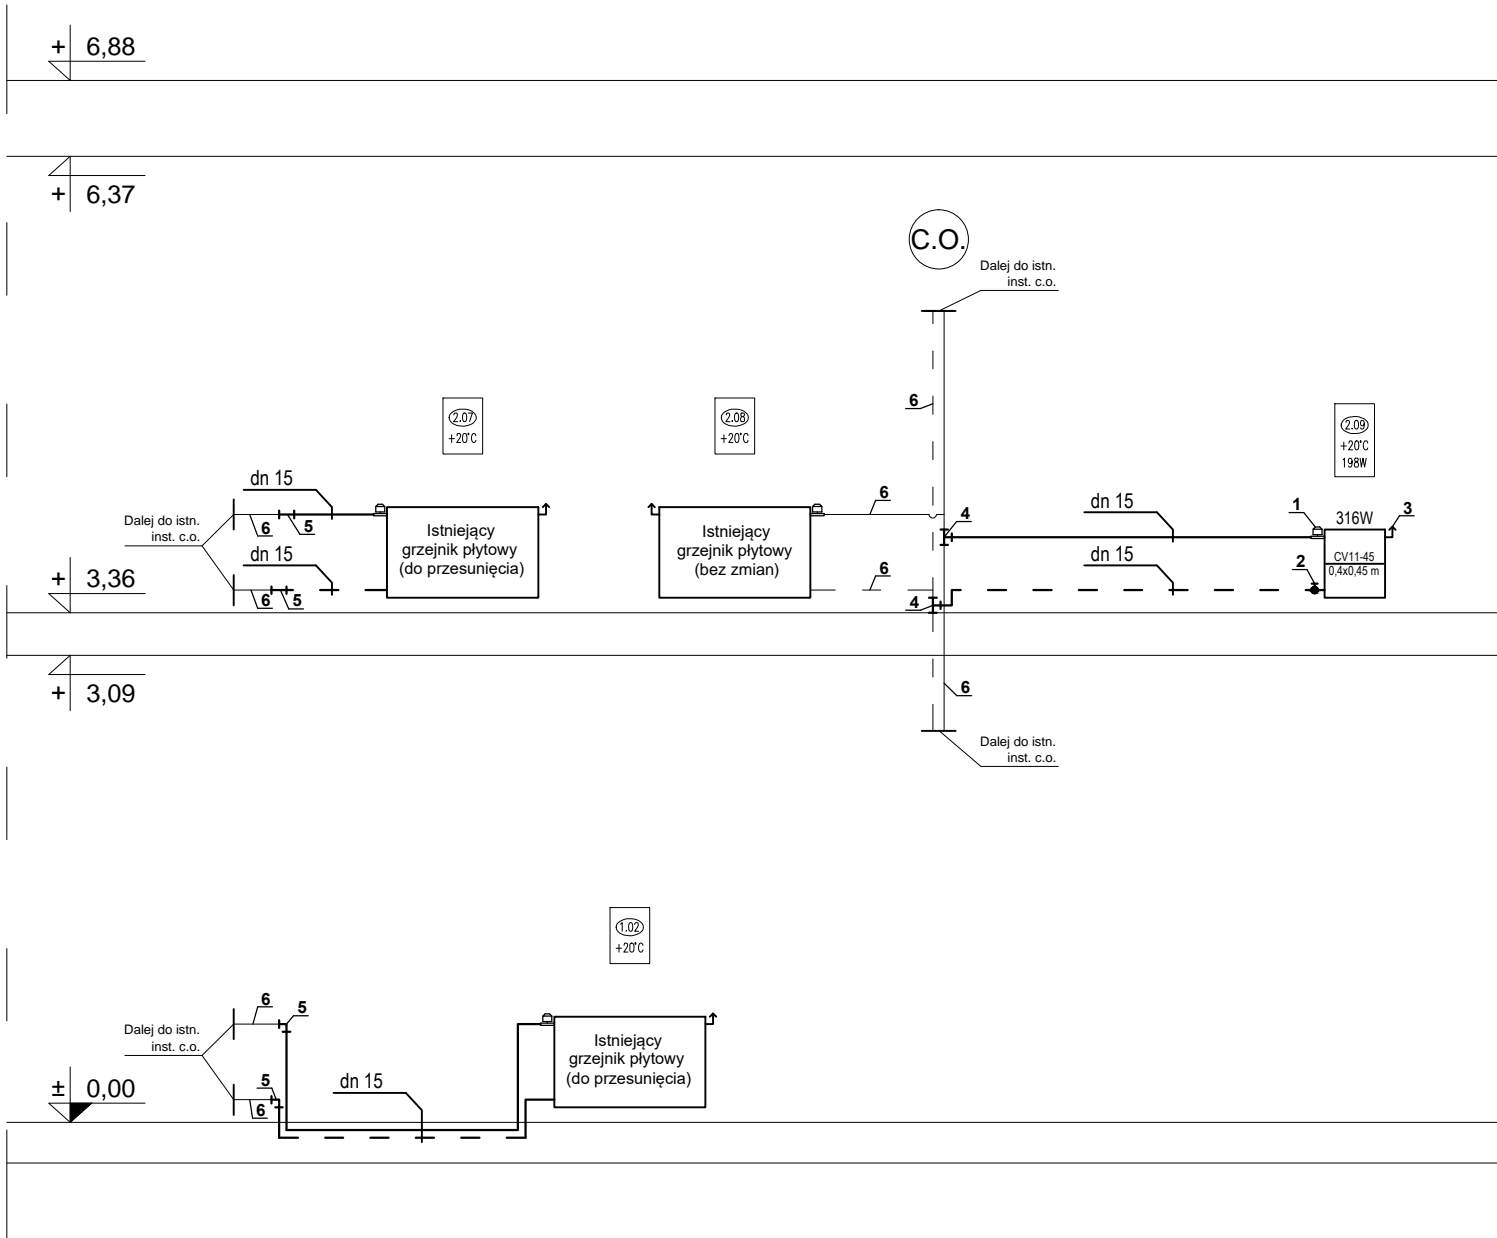 + 6,88
+ 6,37
C.O.
Dalej do istn.
inst. c.o.
6
2.07
+20°C
2.08
+20°C
2.09
+20°C
198W
dn 15
Dalej do istn.
inst. c.o.
6
5
dn 15
6
5
Istniejący
grzejnik płytowy
(do przesunięcia)
Istniejący
grzejnik płytowy
(bez zmian)
6
6
4
4
dn 15
dn 15
1
2
316W
3
CV11-45
0,4x0,45 m
+ 3,36
+ 3,09
6
Dalej do istn.
inst. c.o.
1.02
+20°C
6
5
Dalej do istn.
inst. c.o.
5
6
dn 15
Istniejący
grzejnik płytowy
(do przesunięcia)
± 0,00